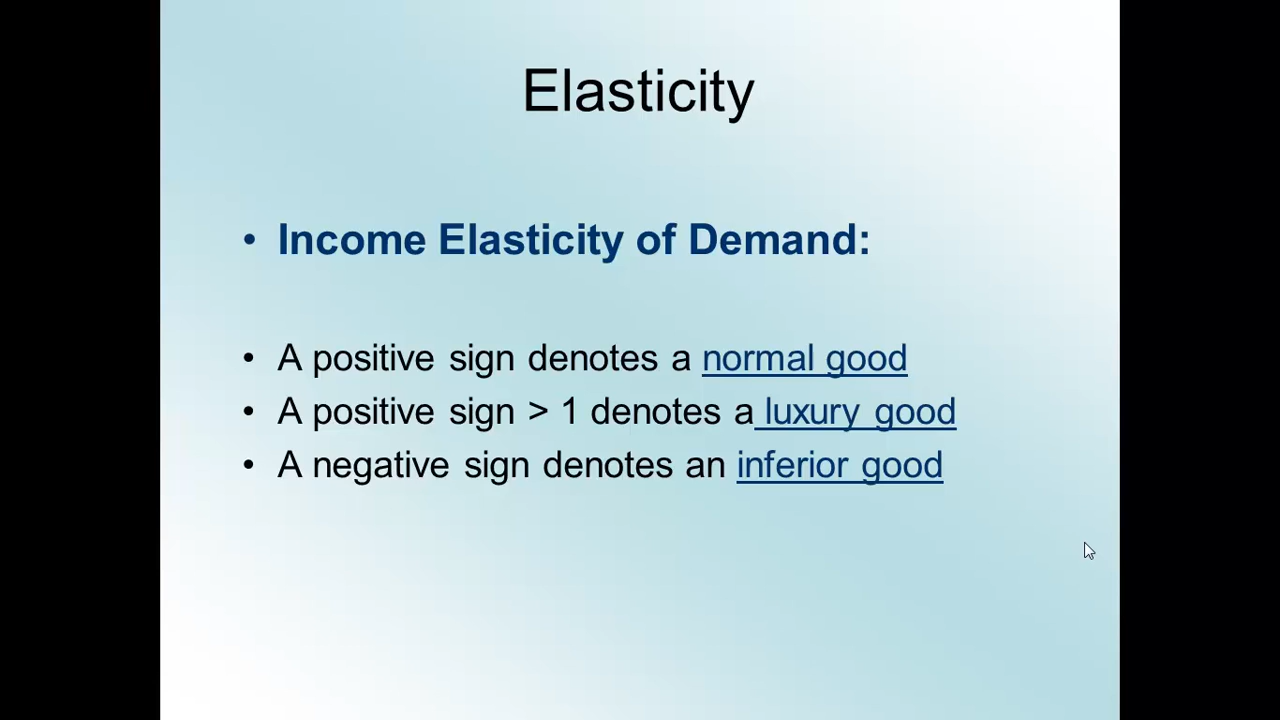 Elasticity
• Income Elasticity of Demand:
• A positive sign denotes a normal good
• A positive sign > 1 denotes a luxury good
• A negative sign denotes an inferior good